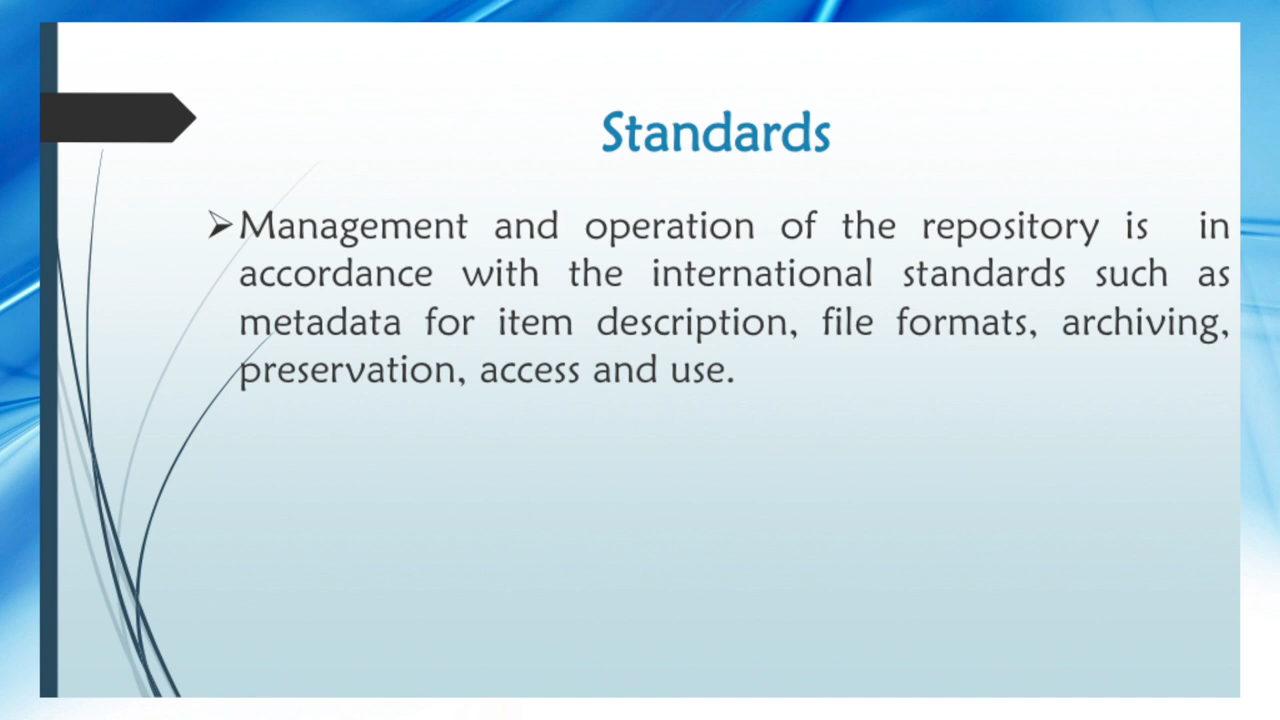 Standards
➢Management and operation of the repository is in
accordance with the international standards such as
metadata for item description, file formats, archiving,
preservation, access and use.